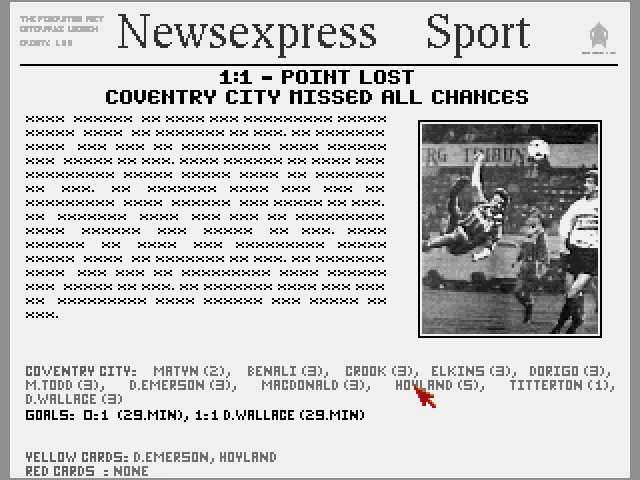 Newsexpress Sport
1:1 - POINT LOST
COVENTRY CITY MISSED ALL CHANCES
COVENTRY CITY: MATYN (2), BENALI (3), CROOK (3), ELKINS (3), DORIGO (3),
M.TODD (3), D.EMERSON (3), MACDONALD (3), HOYLAND (5), TITTERTON (1),
D.WALLACE (3)
GOALS: 0:1 (29.MIN), 1:1 D.WALLACE (29.MIN)
YELLOW CARDS: D.EMERSON, HOYLAND
RED CARDS : NONE